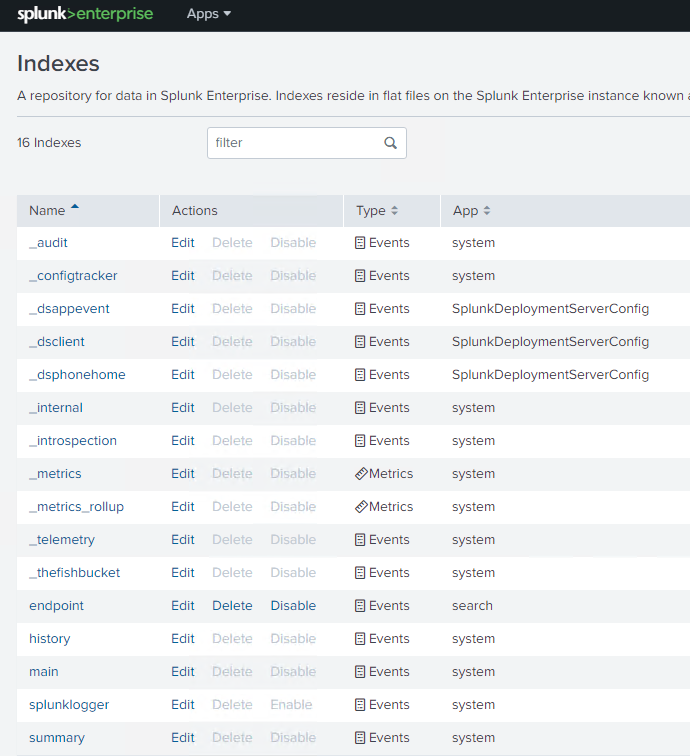 splunk>enterprise Apps
Indexes
A repository for data in Splunk Enterprise. Indexes reside in flat files on the Splunk Enterprise instance known
16 Indexes filter
Name Actions Type App
_audit Edit Delete Disable Events system
_configtracker Edit Delete Disable Events system
_dsappevent Edit Delete Disable Events SplunkDeploymentServerConfig
_dsclient Edit Delete Disable Events SplunkDeploymentServerConfig
_dsphonehome Edit Delete Disable Events SplunkDeploymentServerConfig
_internal Edit Delete Disable Events system
_introspection Edit Delete Disable Events system
_metrics Edit Delete Disable Metrics system
_metrics_rollup Edit Delete Disable Metrics system
_telemetry Edit Delete Disable Events system
_thefishbucket Edit Delete Disable Events system
endpoint Edit Delete Disable Events search
history Edit Delete Disable Events system
main Edit Delete Disable Events system
splunklogger Edit Delete Enable Events system
summary Edit Delete Disable Events system